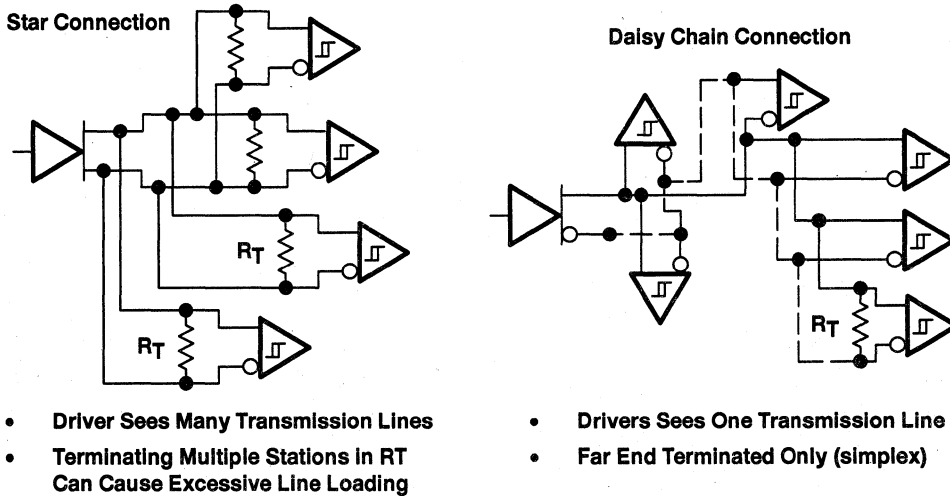 Star Connection
Daisy Chain Connection
RT
RT
RT
• Driver Sees Many Transmission Lines
• Terminating Multiple Stations in RT
Can Cause Excessive Line Loading
• Drivers Sees One Transmission Line
• Far End Terminated Only (simplex)